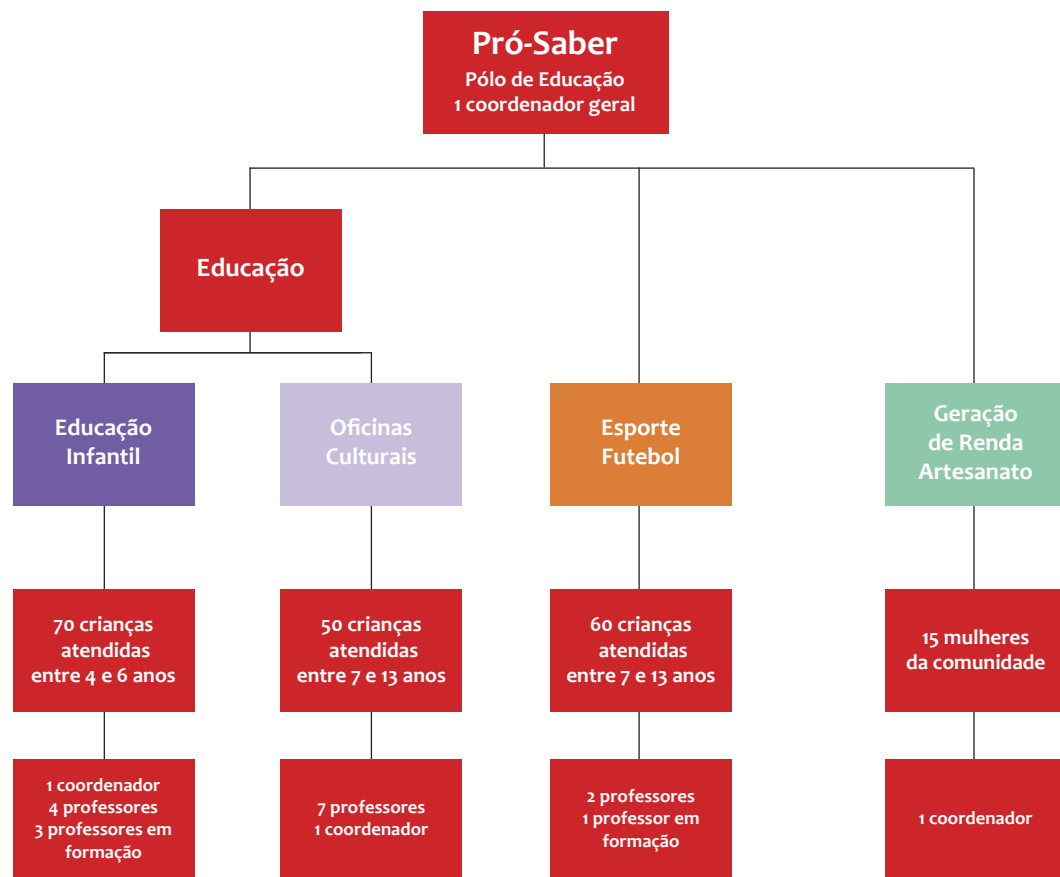 Pró-Saber
Pólo de Educação
1 coordenador geral
Educação
Educação
Infantil
Oficinas
Culturais
Esporte
Futebol
Geração
de Renda
Artesanato
70 crianças
atendidas
entre 4 e 6 anos
50 crianças
atendidas
entre 7 e 13 anos
60 crianças
atendidas
entre 7 e 13 anos
15 mulheres
da comunidade
1 coordenador
4 professores
3 professores em
formação
7 professores
1 coordenador
2 professores
1 professor em
formação
1 coordenador